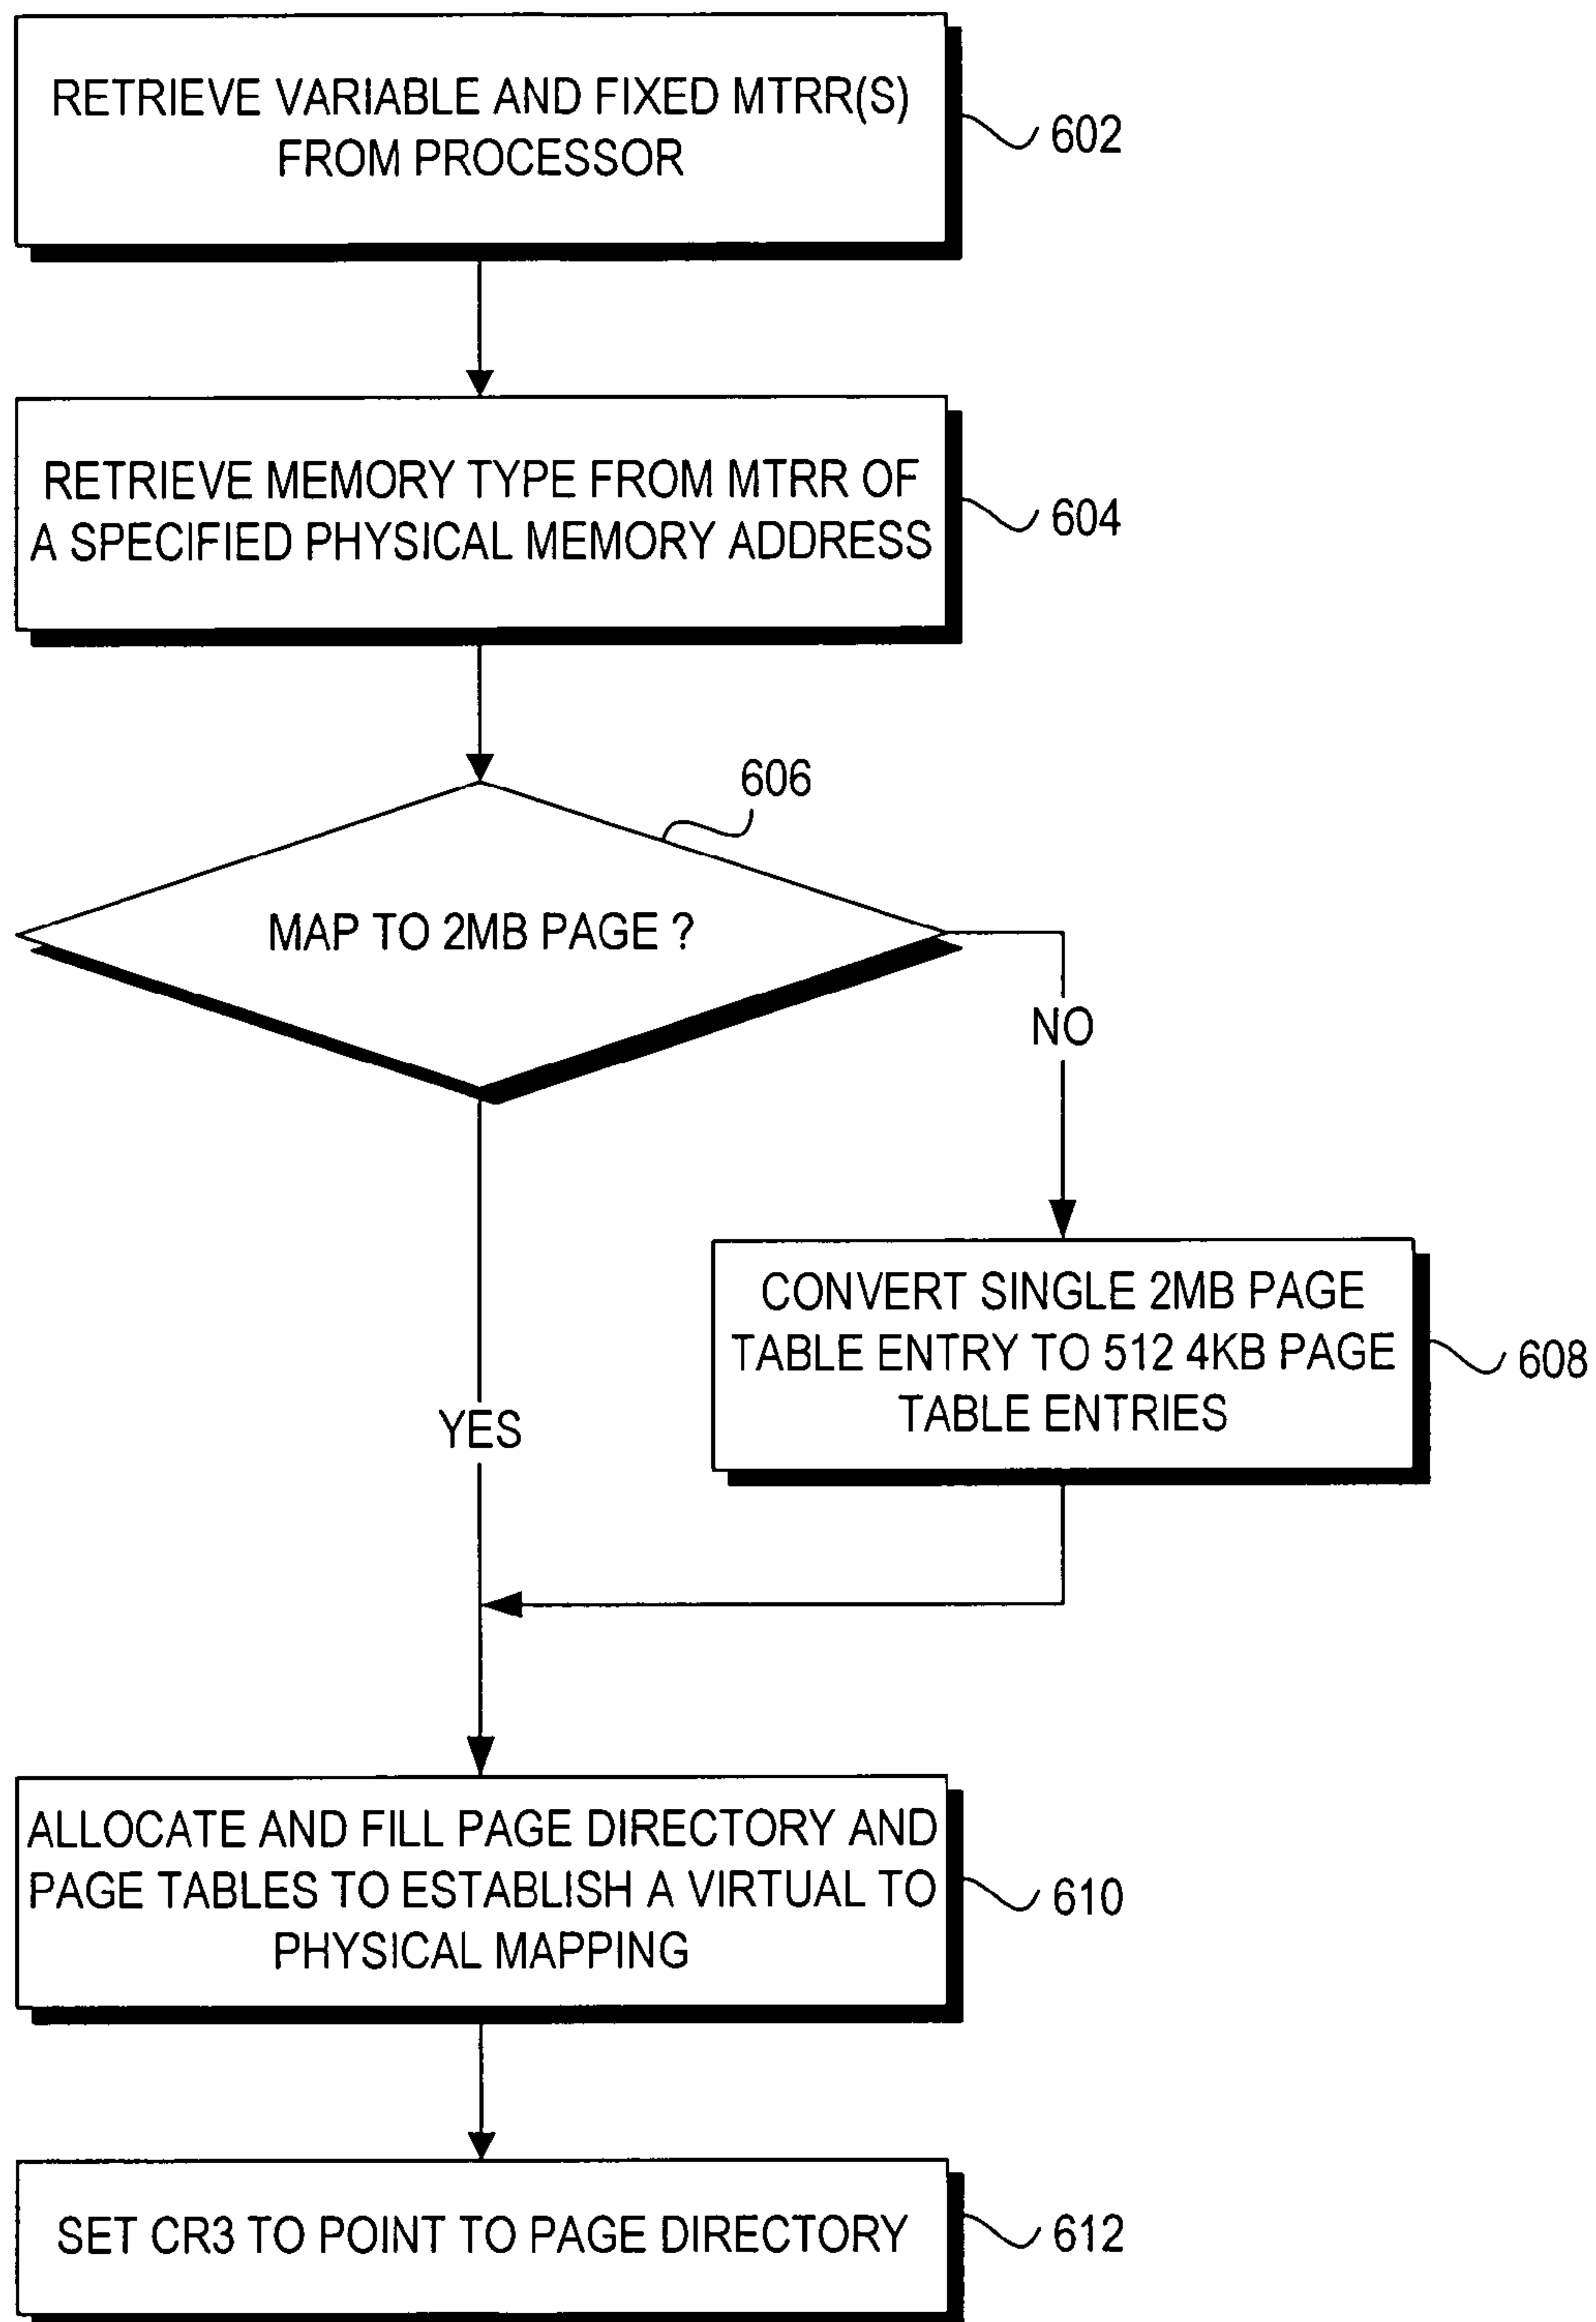 RETRIEVE VARIABLE AND FIXED MTRR(S)
FROM PROCESSOR
602
RETRIEVE MEMORY TYPE FROM MTRR OF
A SPECIFIED PHYSICAL MEMORY ADDRESS
604
606
MAP TO 2MB PAGE ?
NO
CONVERT SINGLE 2MB PAGE
TABLE ENTRY TO 512 4KB PAGE
TABLE ENTRIES
608
YES
ALLOCATE AND FILL PAGE DIRECTORY AND
PAGE TABLES TO ESTABLISH A VIRTUAL TO
PHYSICAL MAPPING
610
SET CR3 TO POINT TO PAGE DIRECTORY
612